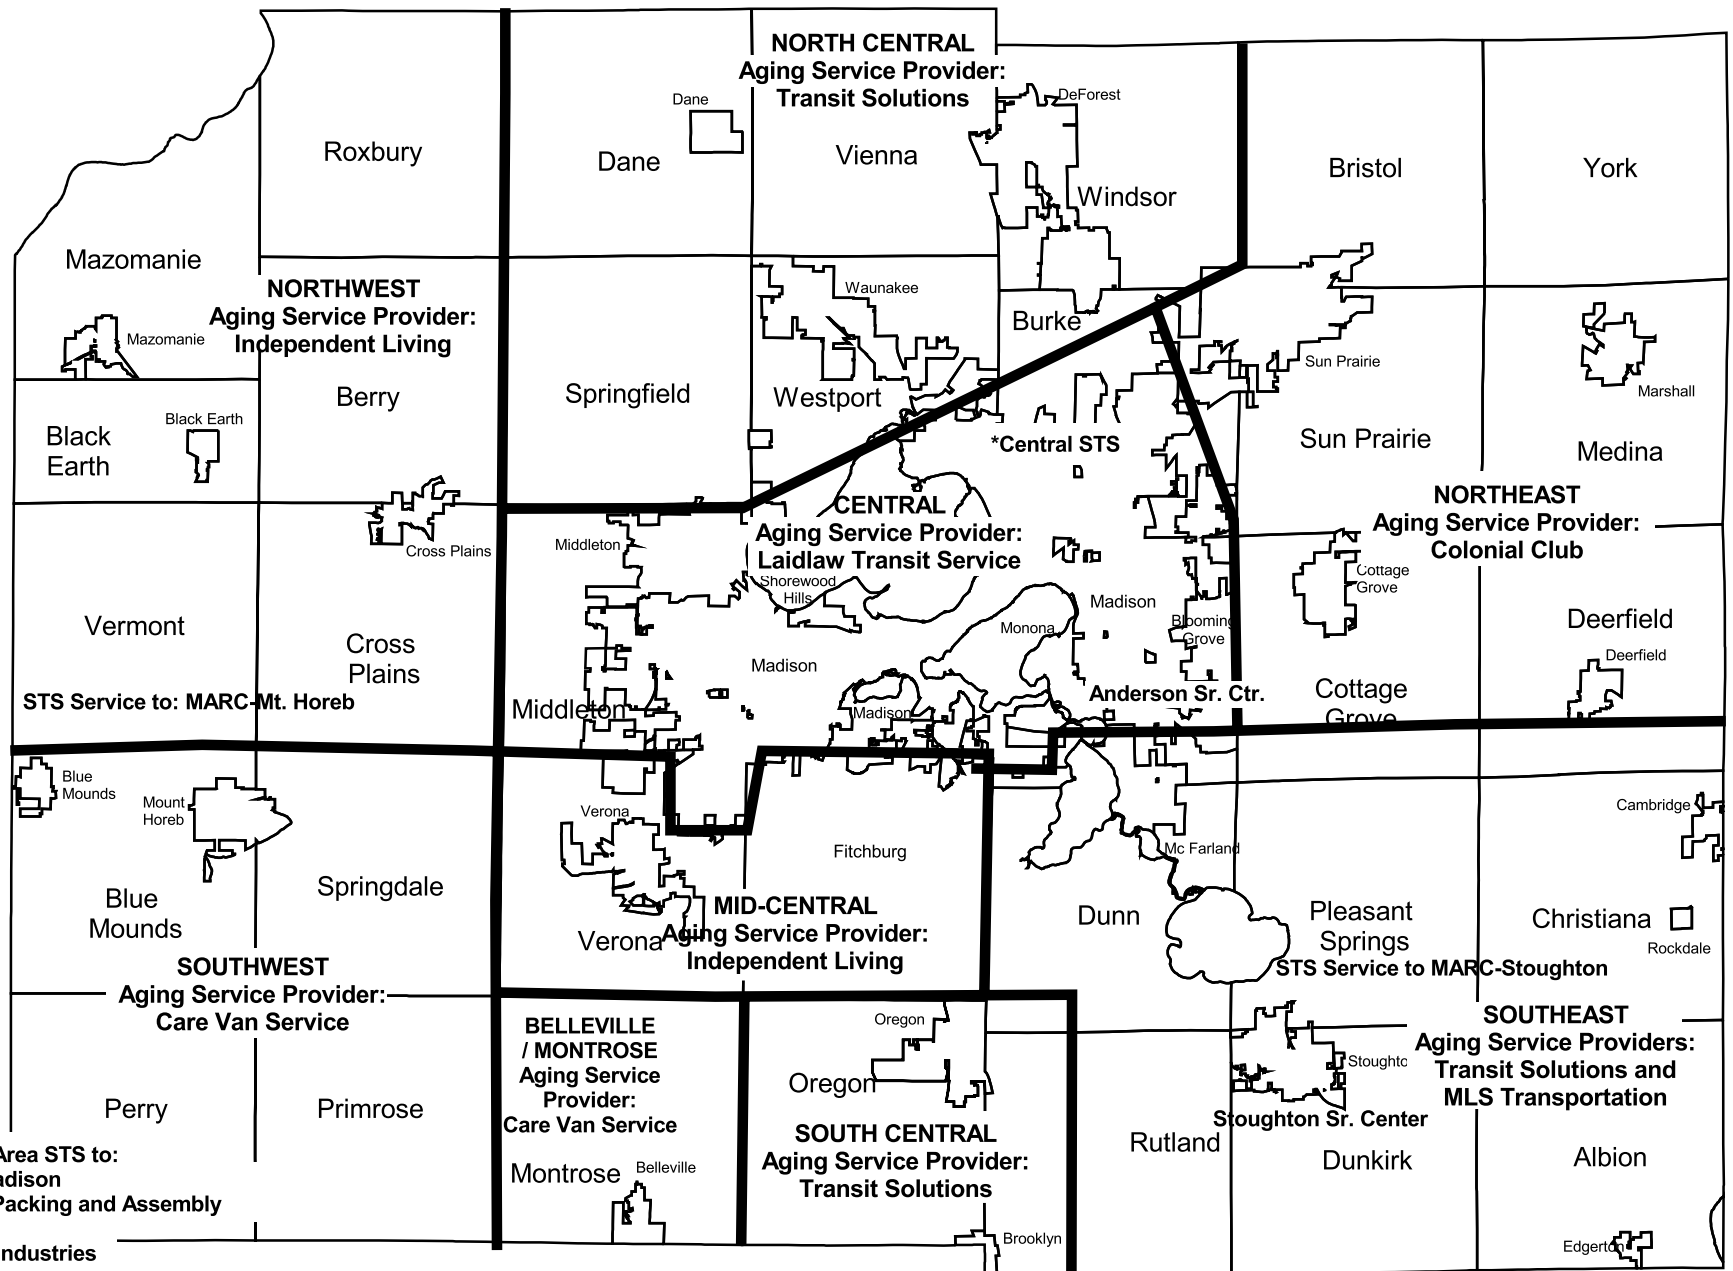 NORTH CENTRAL
Aging Service Provider:
Transit Solutions
Dane
DeForest
Roxbury
Dane
Vienna
Windsor
Bristol
York
Mazomanie
NORTHWEST
Aging Service Provider:
Independent Living
Mazomanie
Waunakee
Burke
Sun Prairie
Marshall
Berry
Springfield
Westport
Black Earth
Black
Earth
*Central STS
Sun Prairie
Medina
NORTHEAST
Aging Service Provider:
Colonial Club
CENTRAL
Aging Service Provider:
Laidlaw Transit Service
Middleton
Cross Plains
Shorewood
Hills
Cottage
Grove
Madison
Monona
Blooming
Grove
Vermont
Cross
Plains
Madison
Deerfield
Deerfield
STS Service to: MARC-Mt. Horeb
Middleton
Madison
Anderson Sr. Ctr.
Cottage
Grove
Blue
Mounds
Mount
Horeb
Verona
Cambridge
Fitchburg
Mc Farland
Blue
Mounds
Springdale
Verona
MID-CENTRAL
Aging Service Provider:
Independent Living
Dunn
Pleasant
Springs
Christiana
Rockdale
STS Service to MARC-Stoughton
SOUTHWEST
Aging Service Provider:
Care Van Service
BELLEVILLE
/ MONTROSE
Aging Service
Provider:
Care Van Service
Oregon
Oregon
SOUTHEAST
Aging Service Providers:
Transit Solutions and
MLS Transportation
Stoughto
Stoughton Sr. Center
Perry
Primrose
SOUTH CENTRAL
Aging Service Provider:
Transit Solutions
Rutland
Dunkirk
Albion
Montrose
Belleville
Area STS to:
adison
Packing and Assembly
Industries
Brooklyn
Edgerton